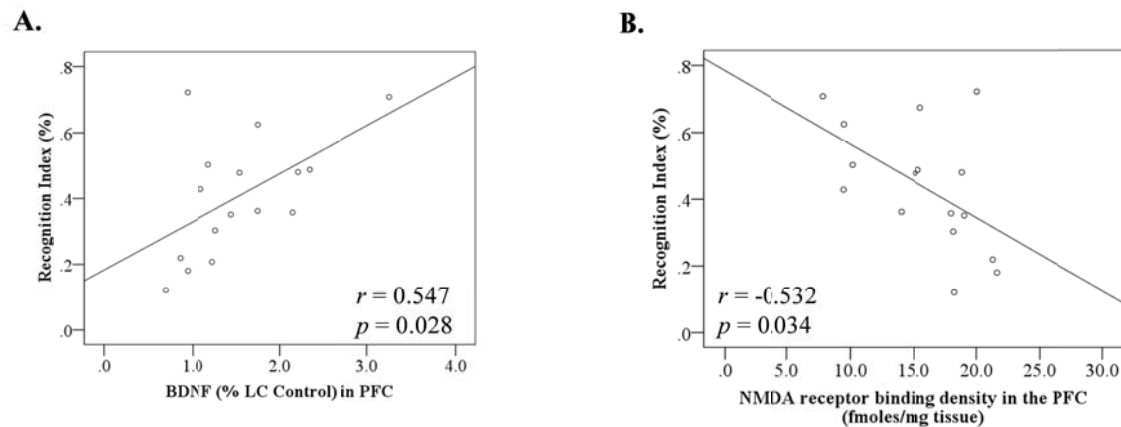 A.
.8
.6
.4
.2
.0
Recognition Index (%)
r = 0.547
p = 0.028
.0 1.0 2.0 3.0 4.0
BDNF (% LC Control) in PFC
B.
.8
.6
.4
.2
.0
Recognition Index (%)
r = -0.532
p = 0.034
.0 5.0 10.0 15.0 20.0 25.0 30.0
NMDA receptor binding density in the PFC
(fmoles/mg tissue)